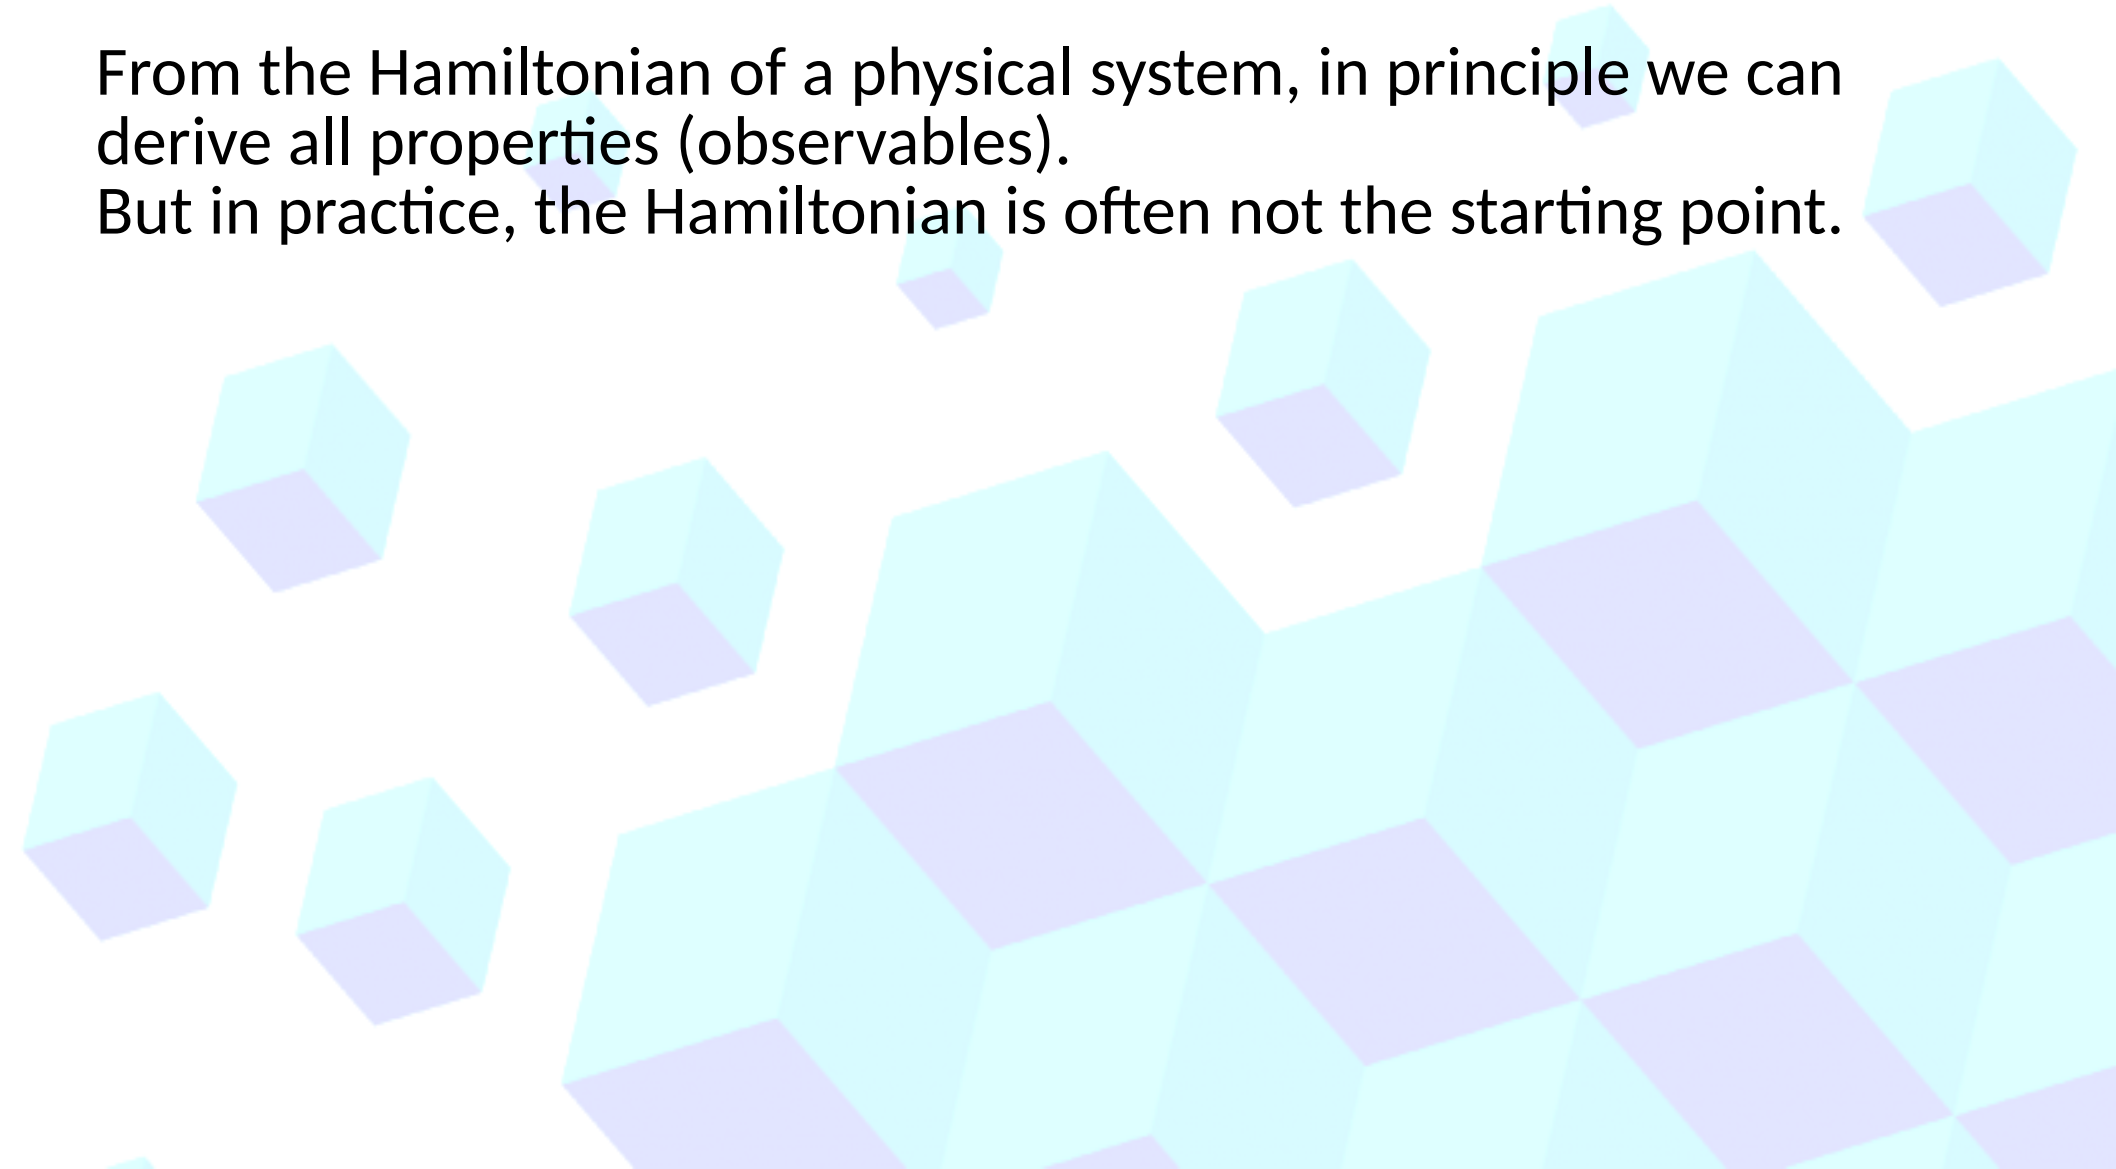 From the Hamiltonian of a physical system, in principle we can
derive all properties (observables).
But in practice, the Hamiltonian is often not the starting point.